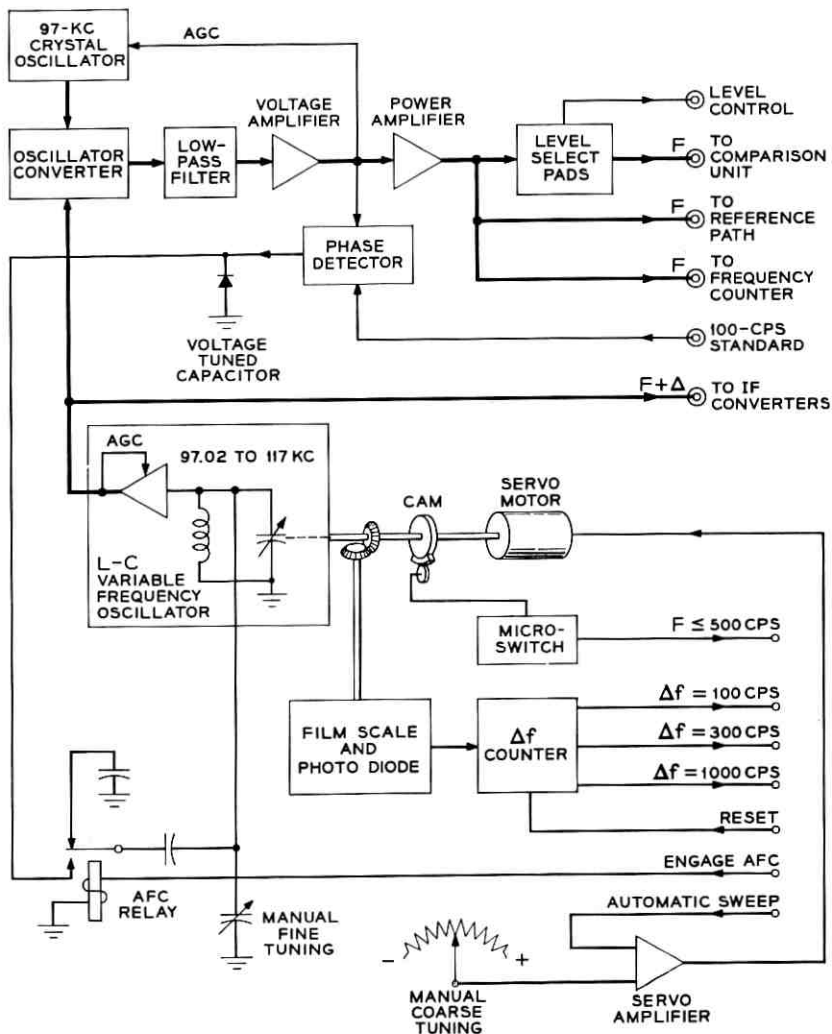 97-KC
CRYSTAL
OSCILLATOR
AGC
VOLTAGE
AMPLIFIER
POWER
AMPLIFIER
LEVEL
CONTROL
OSCILLATOR
CONVERTER
LOW-
PASS
FILTER
LEVEL
SELECT
PADS
F
TO
COMPARISON
UNIT
F
TO
REFERENCE
PATH
PHASE
DETECTOR
F
TO
FREQUENCY
COUNTER
VOLTAGE
TUNED
CAPACITOR
100-CPS
STANDARD
F+Δ
TO IF
CONVERTERS
AGC
97.02 TO 117 KC
L-C
VARIABLE
FREQUENCY
OSCILLATOR
CAM
SERVO
MOTOR
MICRO-
SWITCH
F ≤ 500 CPS
FILM SCALE
AND
PHOTO DIODE
Δf
COUNTER
Δf = 100 CPS
Δf = 300 CPS
Δf = 1000 CPS
RESET
ENGAGE AFC
AFC
RELAY
MANUAL
FINE
TUNING
AUTOMATIC SWEEP
- +
MANUAL
COARSE
TUNING
SERVO
AMPLIFIER